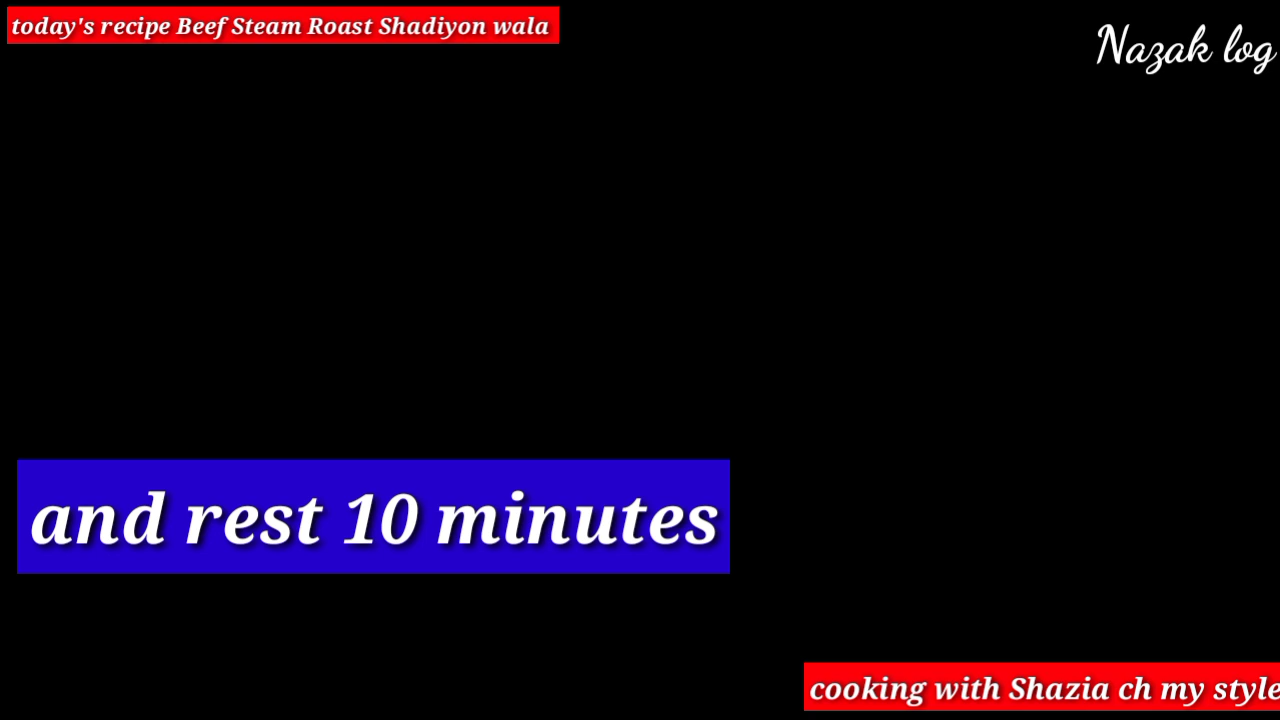 today's recipe Beef Steam Roast Shadiyon wala
Nazak log
and rest 10 minutes
cooking with Shazia ch my style